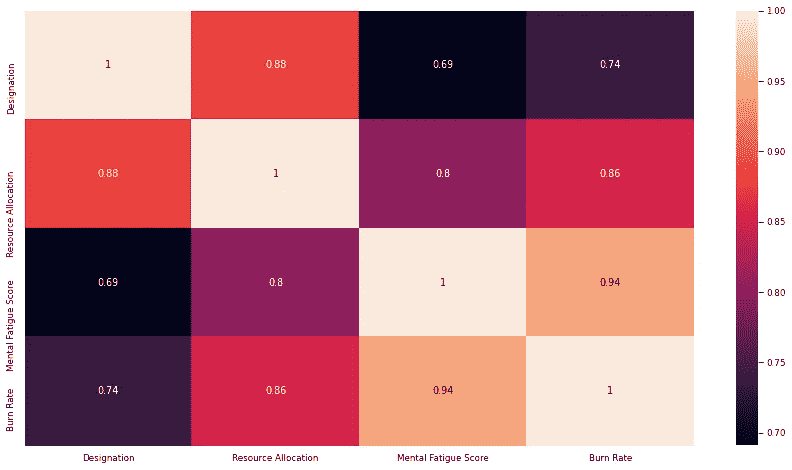 Designation
1
0.88
0.69
0.74
Resource Allocation
0.88
1
0.8
0.86
Mental Fatigue Score
0.69
0.8
1
0.94
Burn Rate
0.74
0.86
0.94
1
Designation
Resource Allocation
Mental Fatigue Score
Burn Rate
1.00
0.95
0.90
0.85
0.80
0.75
0.70